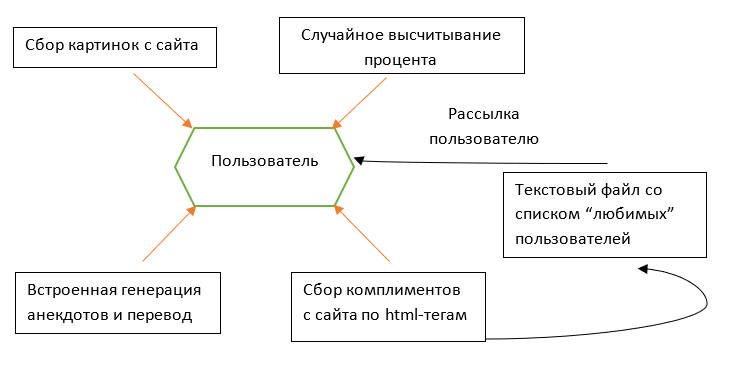 Сбор картинок с сайта
Случайное высчитывание
процента
Рассылка
пользователю
Пользователь
Текстовый файл со
списком “любимых”
пользователей
Встроенная генерация
анекдотов и перевод
Сбор комплиментов
с сайта по html-тегам